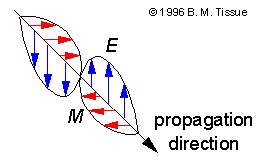 © 1996 B. M. Tissue
E
M
propagation
direction